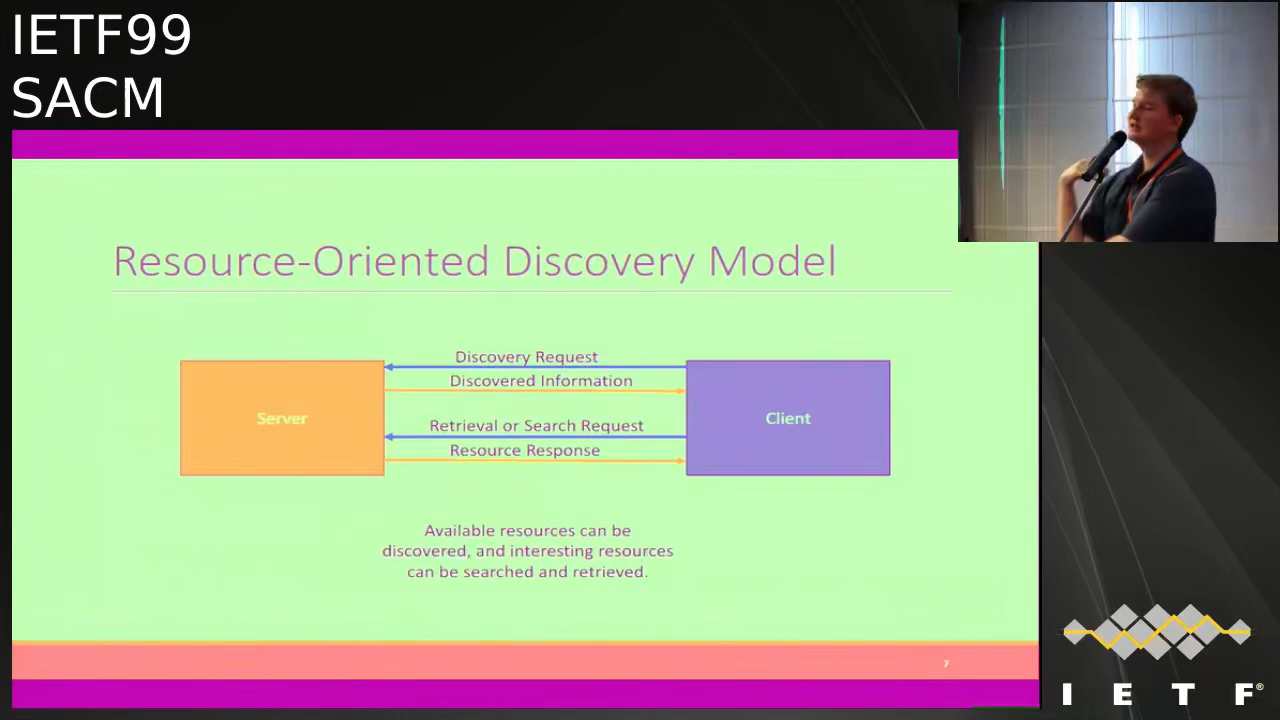 IETF99
SACM
Resource-Oriented Discovery Model
Discovery Request
Discovered Information
Server
Client
Retrieval or Search Request
Resource Response
Available resources can be
discovered, and interesting resources
can be searched and retrieved.
7
I E T F®